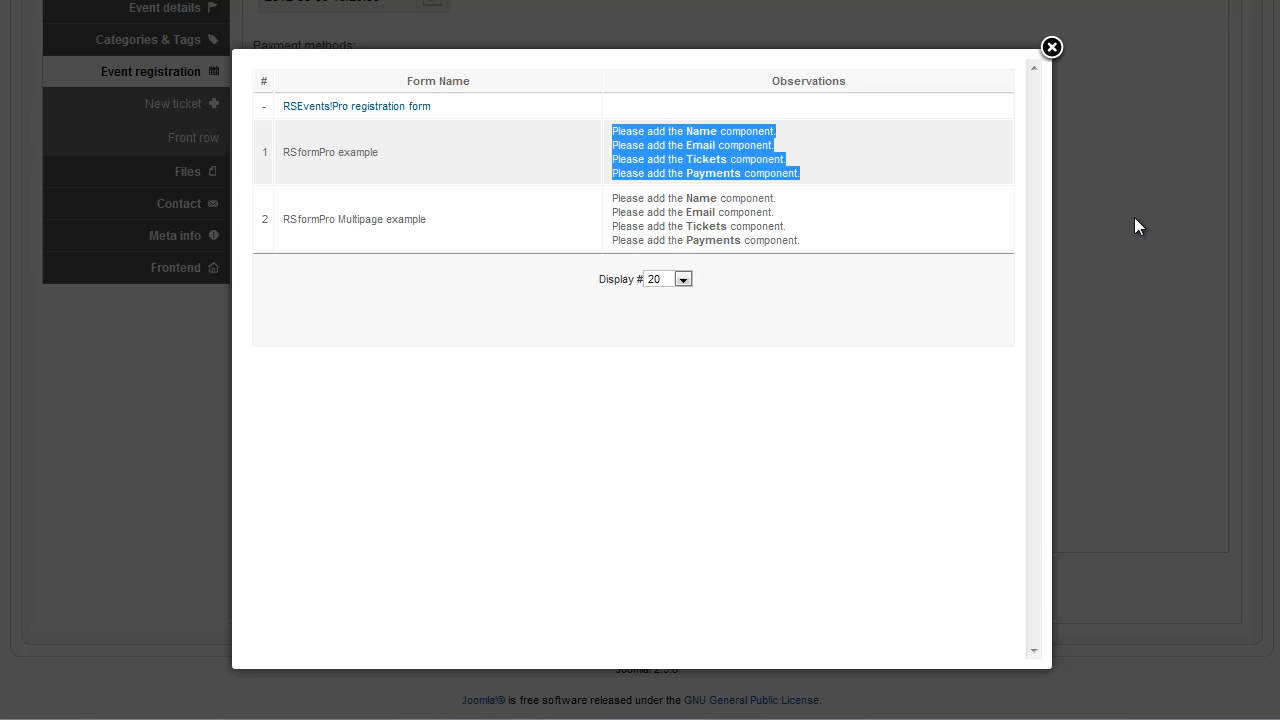 Event details
Categories & Tags
Payment methods:
Event registration
# Form Name Observations
New ticket
- RSEvents!Pro registration form
Front row
1 RSformPro example
Please add the Name component.
Please add the Email component.
Please add the Tickets component.
Please add the Payments component.
Files
Contact
2 RSformPro Multipage example
Please add the Name component.
Please add the Email component.
Please add the Tickets component.
Please add the Payments component.
Meta info
Frontend
Display # 20
Joomla!® is free software released under the GNU General Public License.